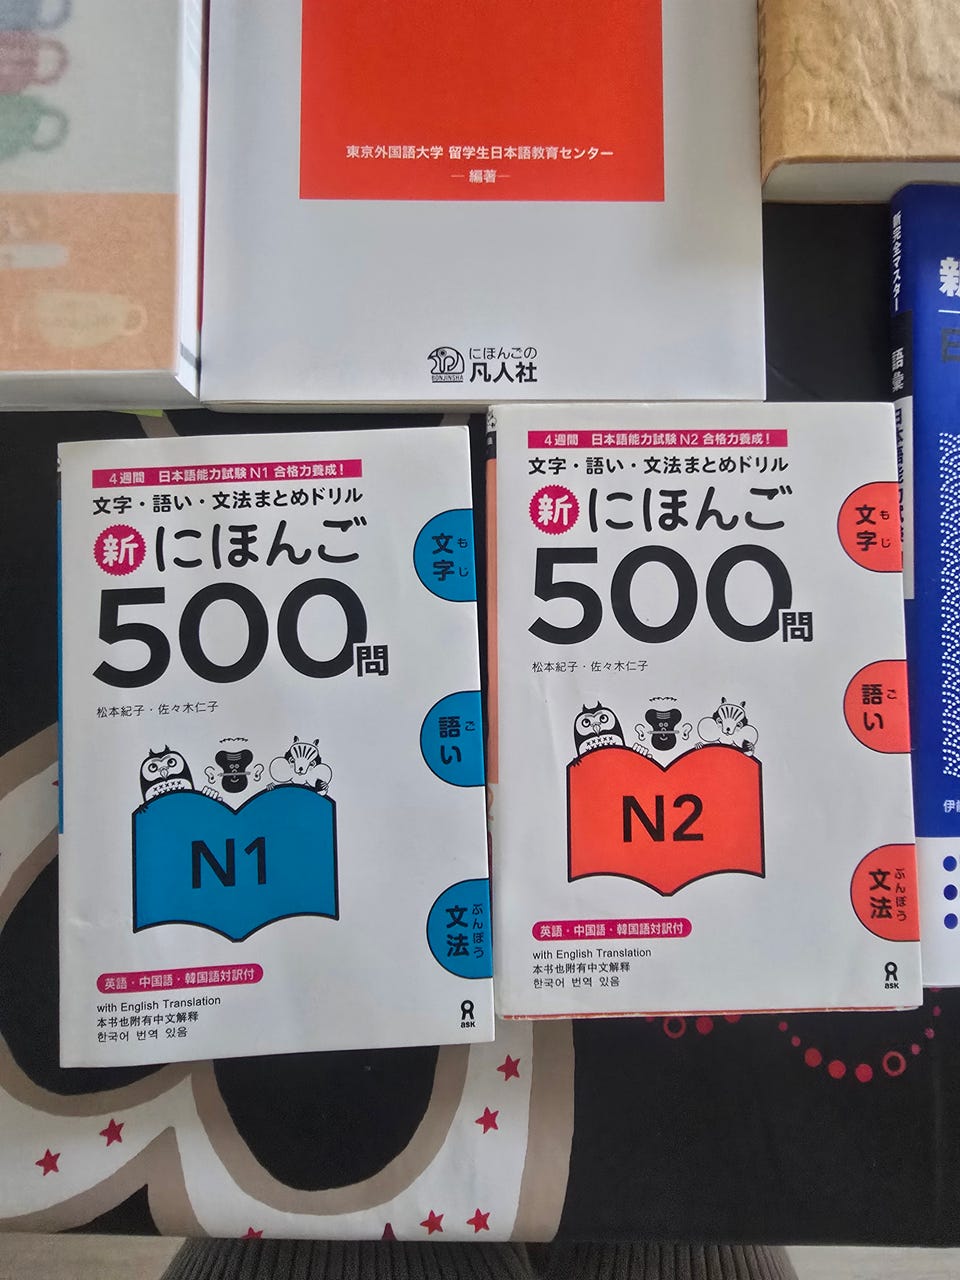 東京外国語大学 留学生日本語教育センター
編著
BONJINSHA
にほんごの
凡人社
新完全マスター
語彙
新
4週間 日本語能力試験N1合格力養成!
文字・語い・文法まとめドリル
新にほんご
500問
松本紀子・佐々木仁子
文字
もじ
語い
ご
文法
ぶんぽう
N1
英語・中国語・韓国語対訳付
with English Translation
本书也附有中文解释
한국어 번역 있음
ask
4週間 日本語能力試験N2合格力養成!
文字・語い・文法まとめドリル
新にほんご
500問
松本紀子・佐々木仁子
文字
もじ
語い
ご
文法
ぶんぽう
N2
英語・中国語・韓国語対訳付
with English Translation
本书也附有中文解释
한국어 번역 있음
ask